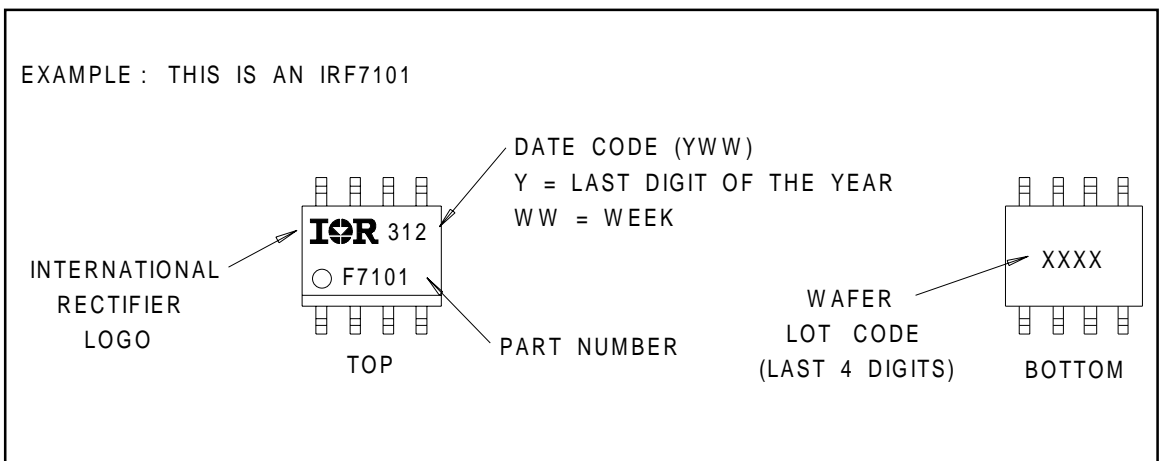 EXAMPLE : THIS IS AN IRF7101
DATE CODE (YWW)
Y = LAST DIGIT OF THE YEAR
WW = WEEK
IOR 312
F7101
INTERNATIONAL
RECTIFIER
LOGO
TOP
PART NUMBER
XXXX
WAFER
LOT CODE
(LAST 4 DIGITS)
BOTTOM